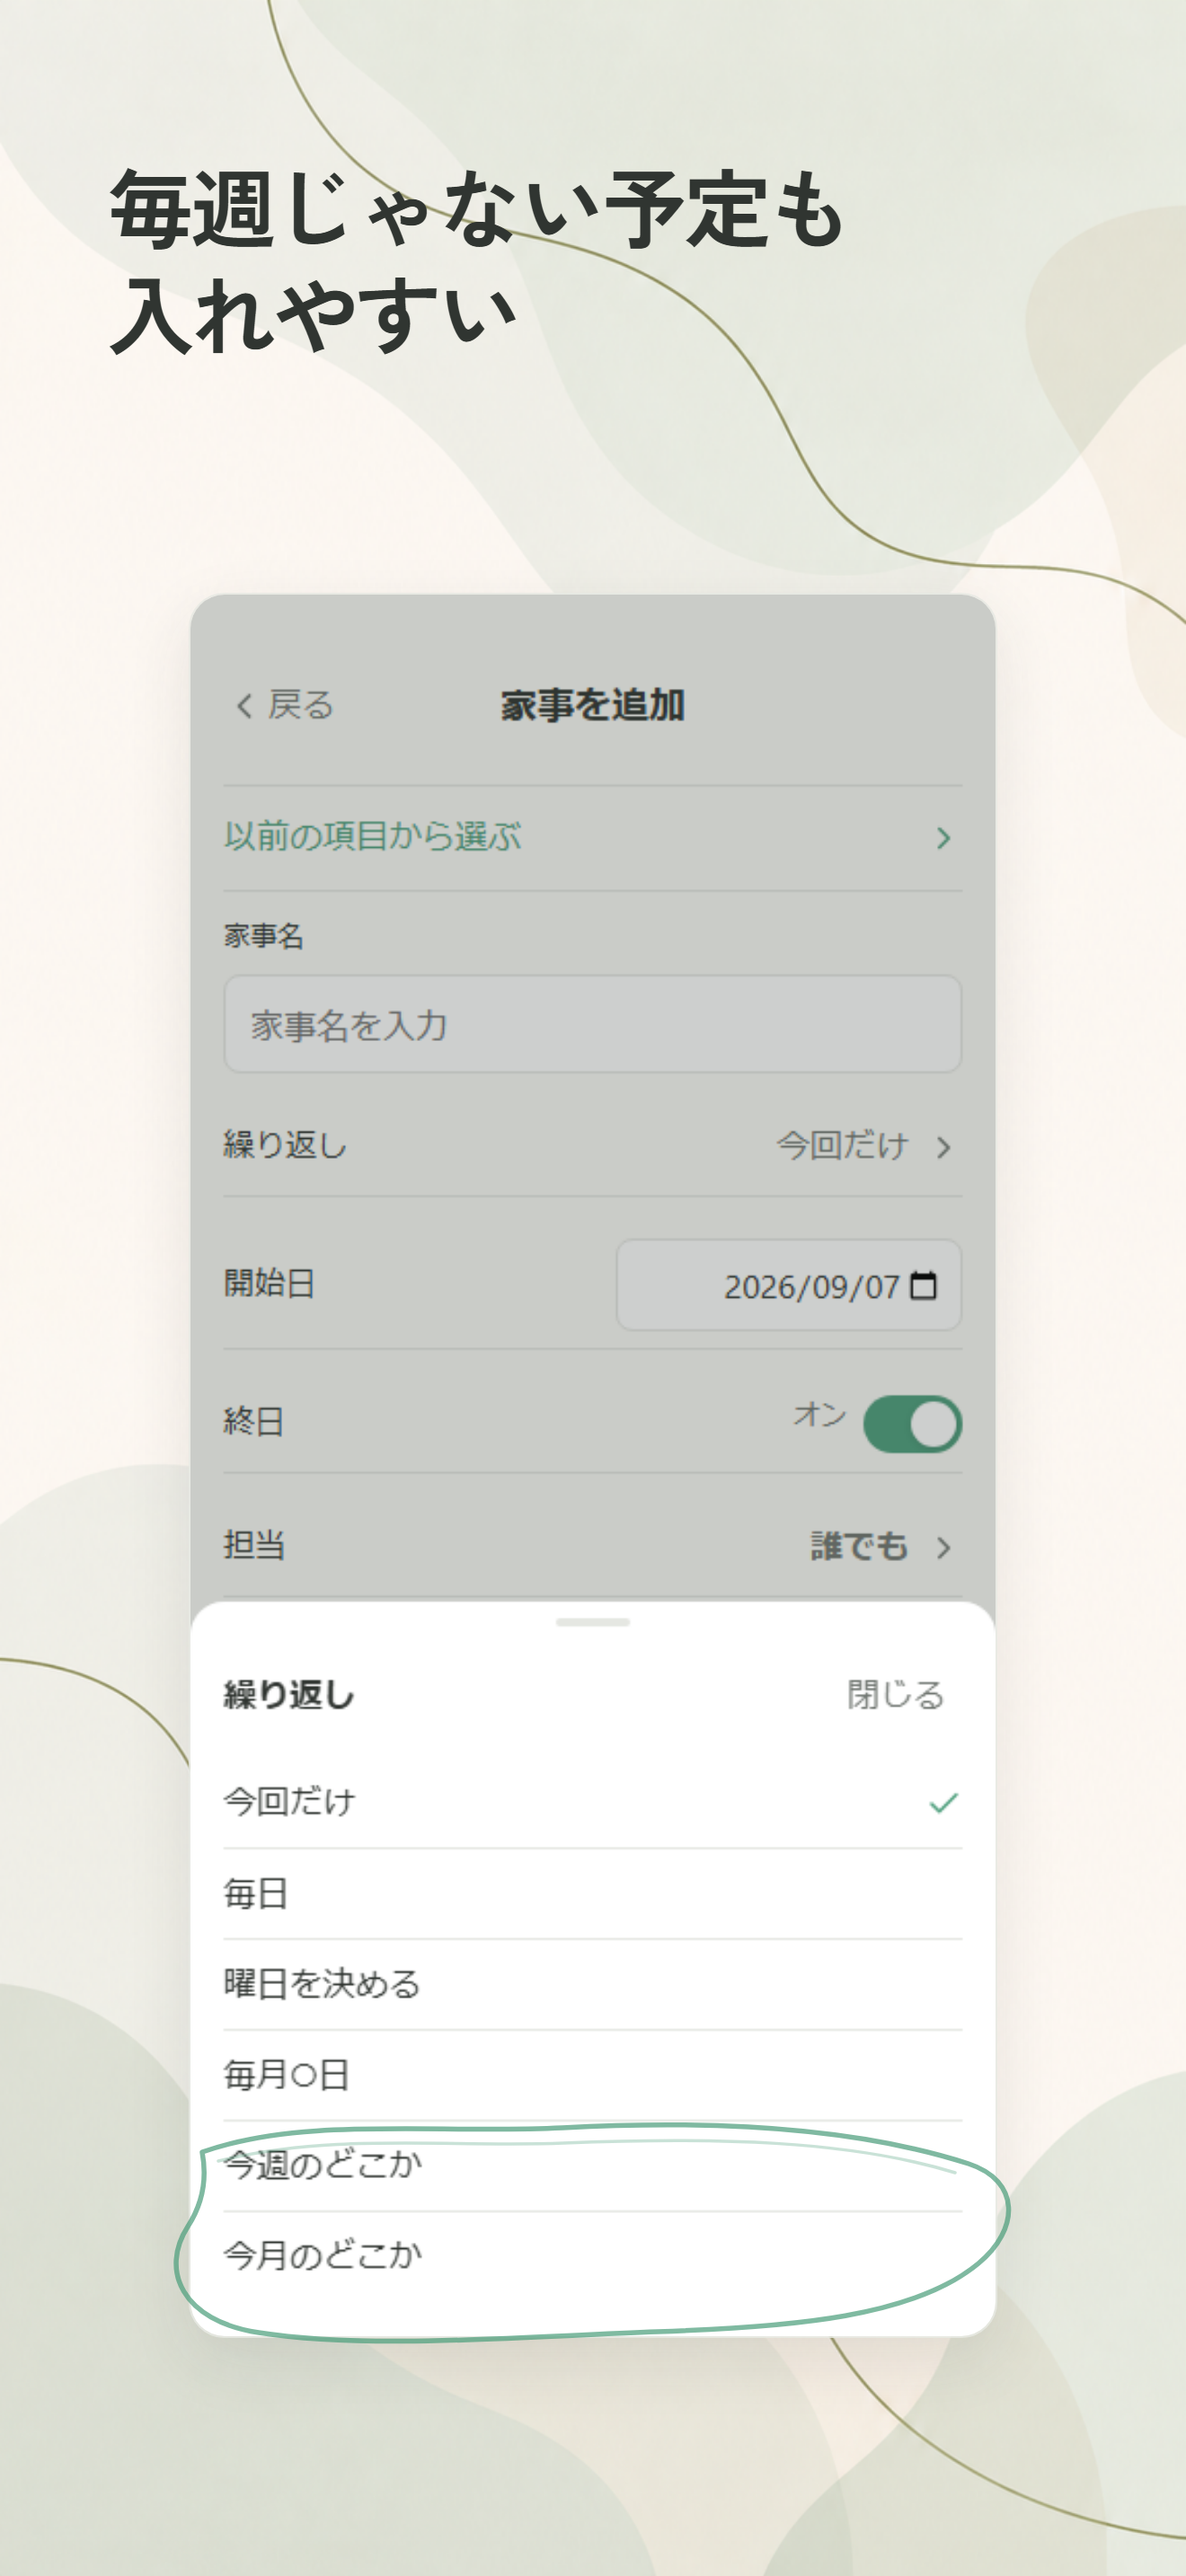 毎週じゃない予定も
入れやすい
戻る
家事を追加
以前の項目から選ぶ
家事名
家事名を入力
繰り返し
今回だけ
開始日
2026/09/07
終日
オン
担当
誰でも
繰り返し
閉じる
今回だけ
毎日
曜日を決める
毎月○日
今週のどこか
今月のどこか